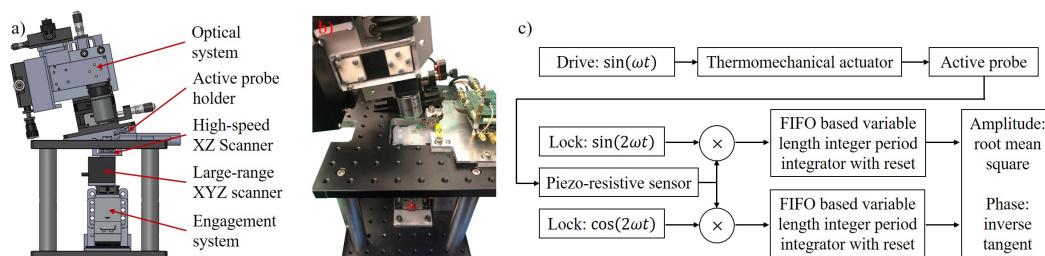 a)
Optical
system
Active probe
holder
High-speed
XZ Scanner
Large-range
XYZ scanner
Engagement
system
b)
c)
Drive: sin(ωt)
Thermomechanical actuator
Active probe
Lock: sin(2ωt)
×
FIFO based variable
length integer period
integrator with reset
Amplitude:
root mean
square
Piezo-resistive sensor
Lock: cos(2ωt)
×
FIFO based variable
length integer period
integrator with reset
Phase:
inverse
tangent